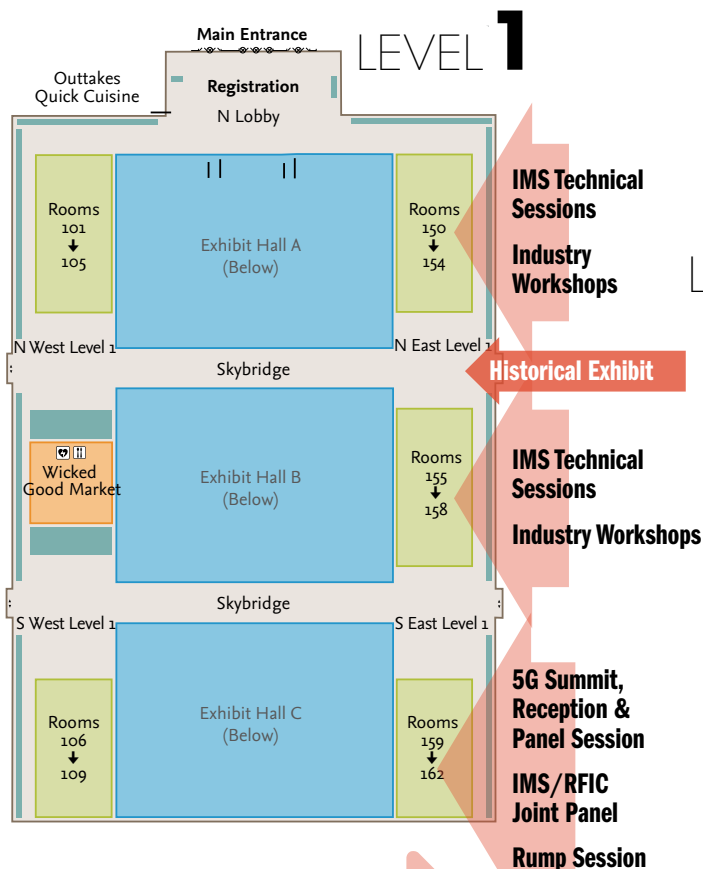 Main Entrance
LEVEL 1
Outtakes
Quick Cuisine
Registration
N Lobby
Rooms
101
105
Exhibit Hall A
(Below)
Rooms
150
154
IMS Technical
Sessions
Industry
Workshops
L
N West Level 1
N East Level 1
Skybridge
Historical Exhibit
Wicked
Good Market
Exhibit Hall B
(Below)
Rooms
155
158
IMS Technical
Sessions
Industry Workshops
Skybridge
S West Level 1
S East Level 1
Rooms
106
109
Exhibit Hall C
(Below)
Rooms
159
162
5G Summit,
Reception &
Panel Session
IMS/RFIC
Joint Panel
Rump Session